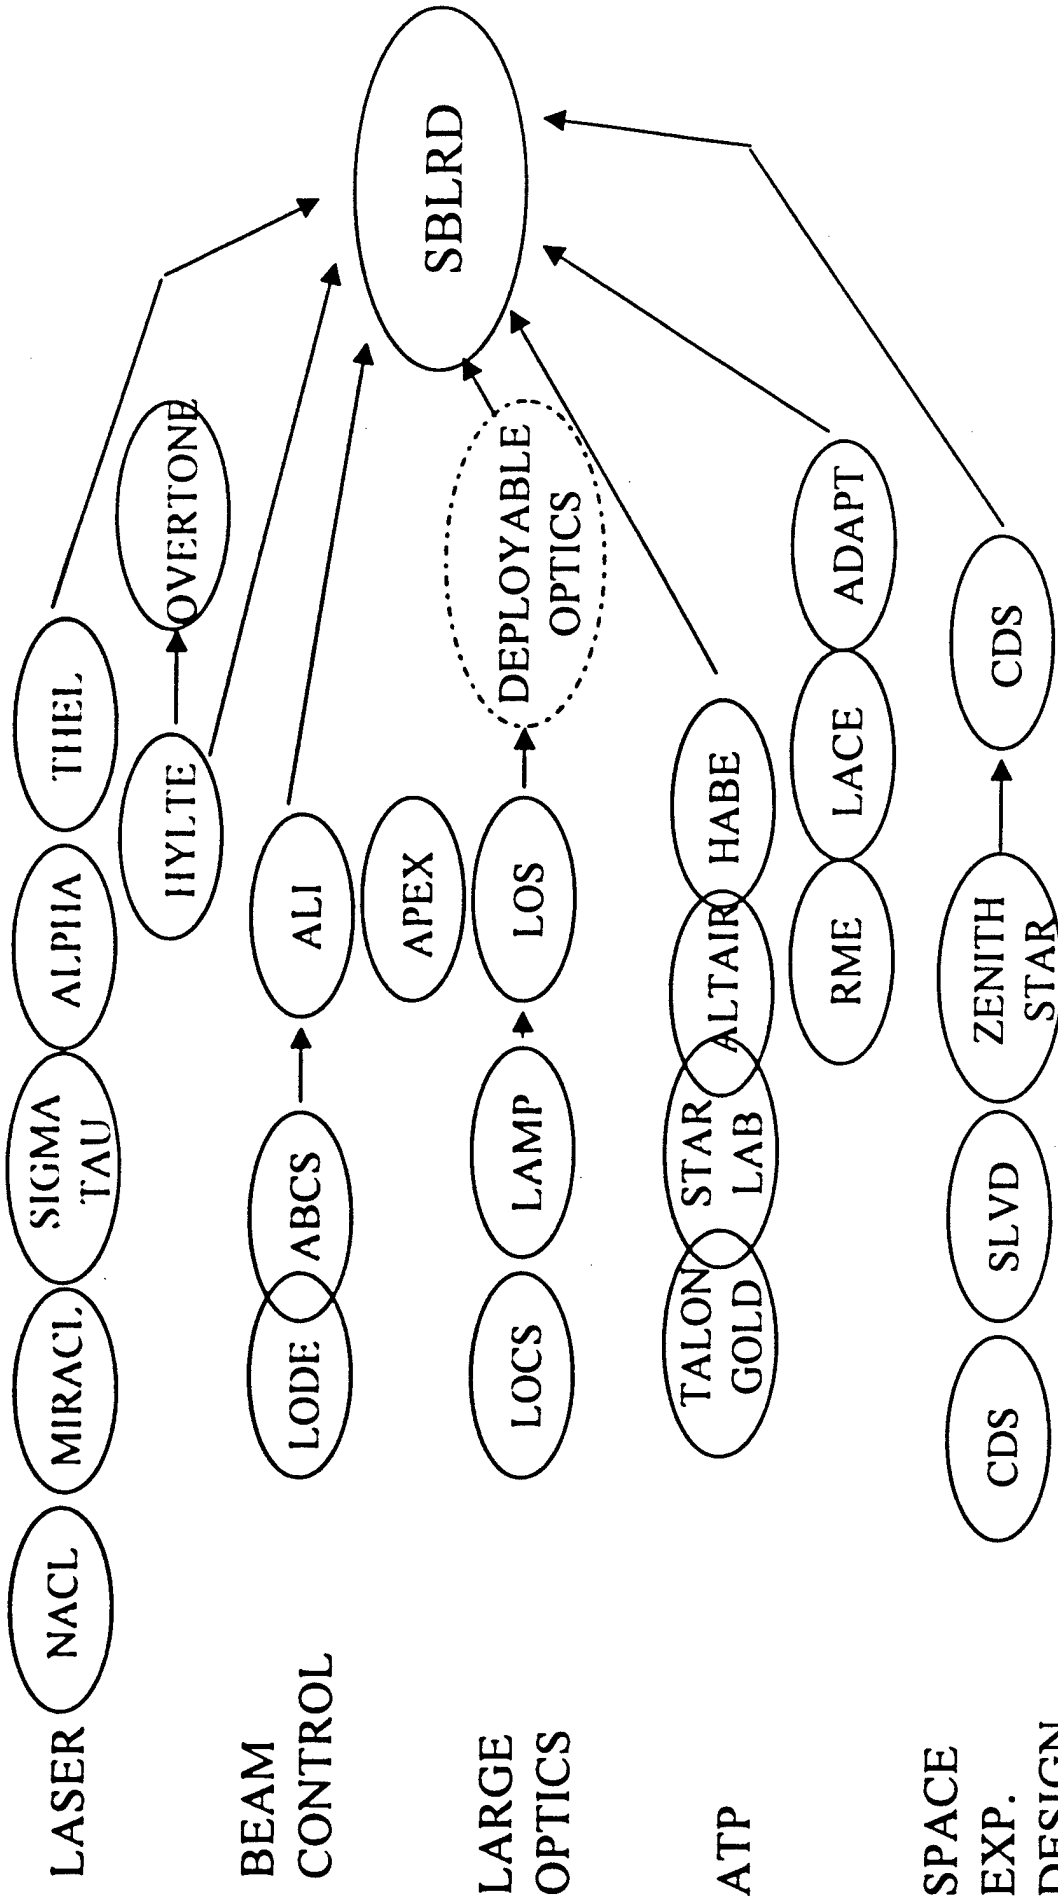 LASER
NACL
MIRACL
SIGMA
TAU
ALPHA
THEL
HYLTE
OVERTONE
BEAM
CONTROL
LODE
ABCS
ALI
APEX
SBLRD
LARGE
OPTICS
LOCS
LAMP
LOS
DEPLOYABLE
OPTICS
ATP
TALON
GOLD
STAR
LAB
ALTAIR
HABE
RME
LACE
ADAPT
SPACE
EXP.
DESIGN
CDS
SLVD
ZENITH
STAR
CDS